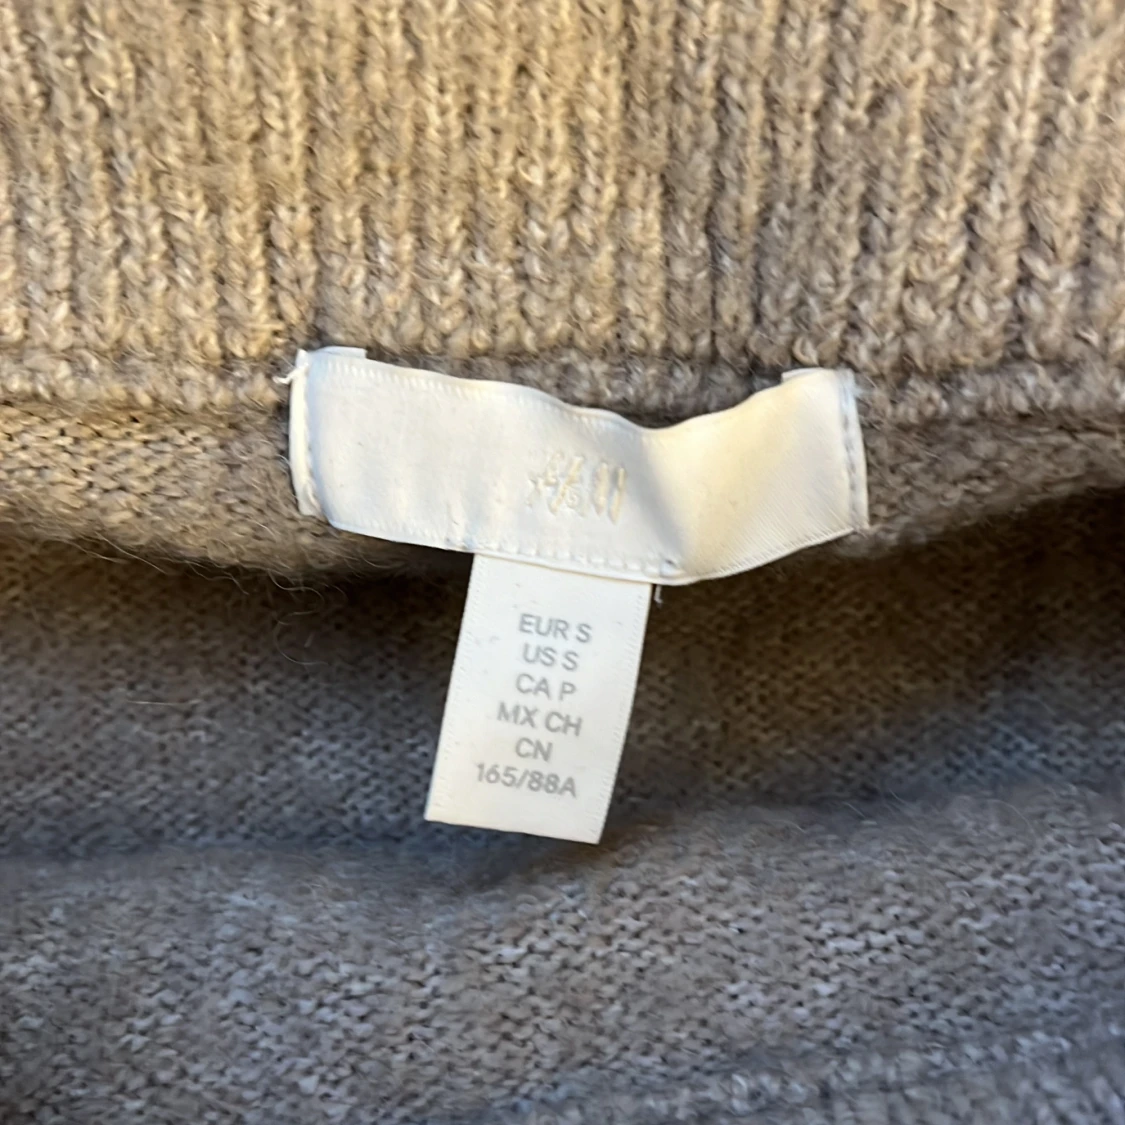 EUR S
US S
CA P
MX CH
CN
165/88A